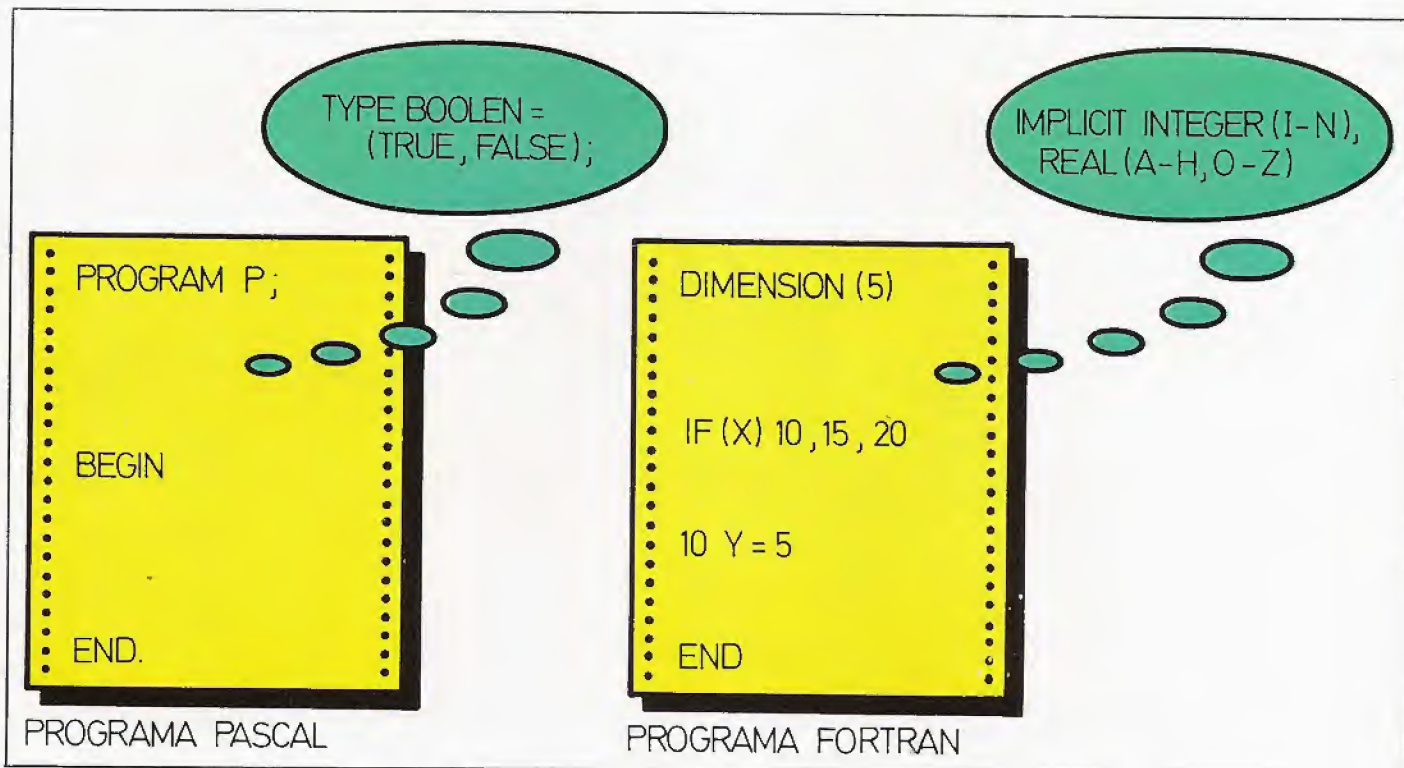 TYPE BOOLEN =
(TRUE, FALSE);
PROGRAM P;
BEGIN
END.
PROGRAMA PASCAL
IMPLICIT INTEGER (I-N),
REAL (A-H, O-Z)
DIMENSION (5)
IF (X) 10, 15, 20
10 Y = 5
END
PROGRAMA FORTRAN